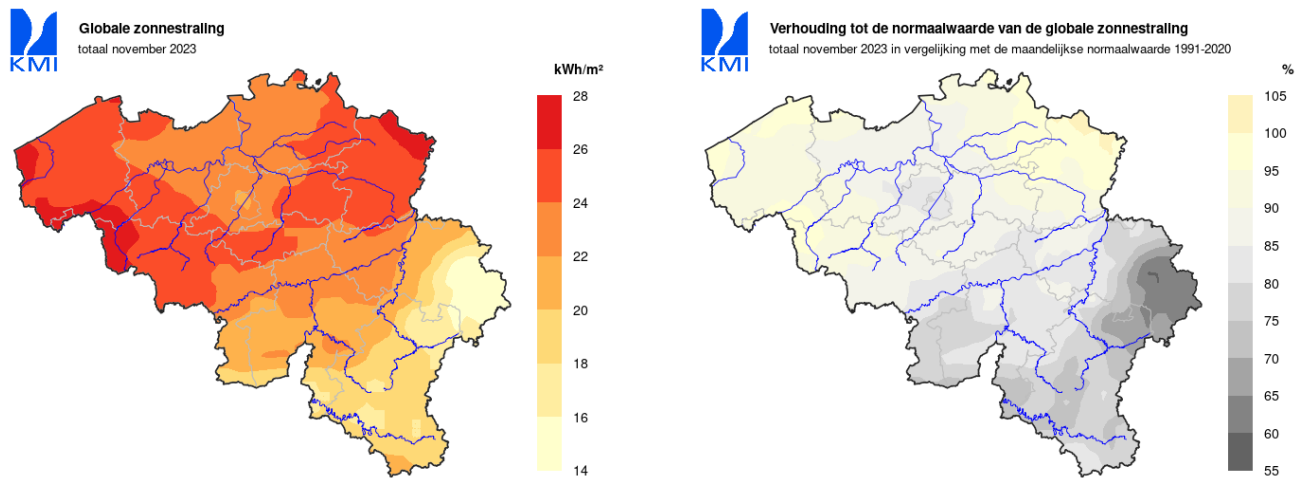 KMI
Globale zonnestraling
totaal november 2023
kWh/m²
28
26
24
22
20
18
16
14
KMI
Verhouding tot de normaalwaarde van de globale zonnestraling
totaal november 2023 in vergelijking met de maandelijkse normaalwaarde 1991-2020
%
105
100
95
90
85
80
75
70
65
60
55